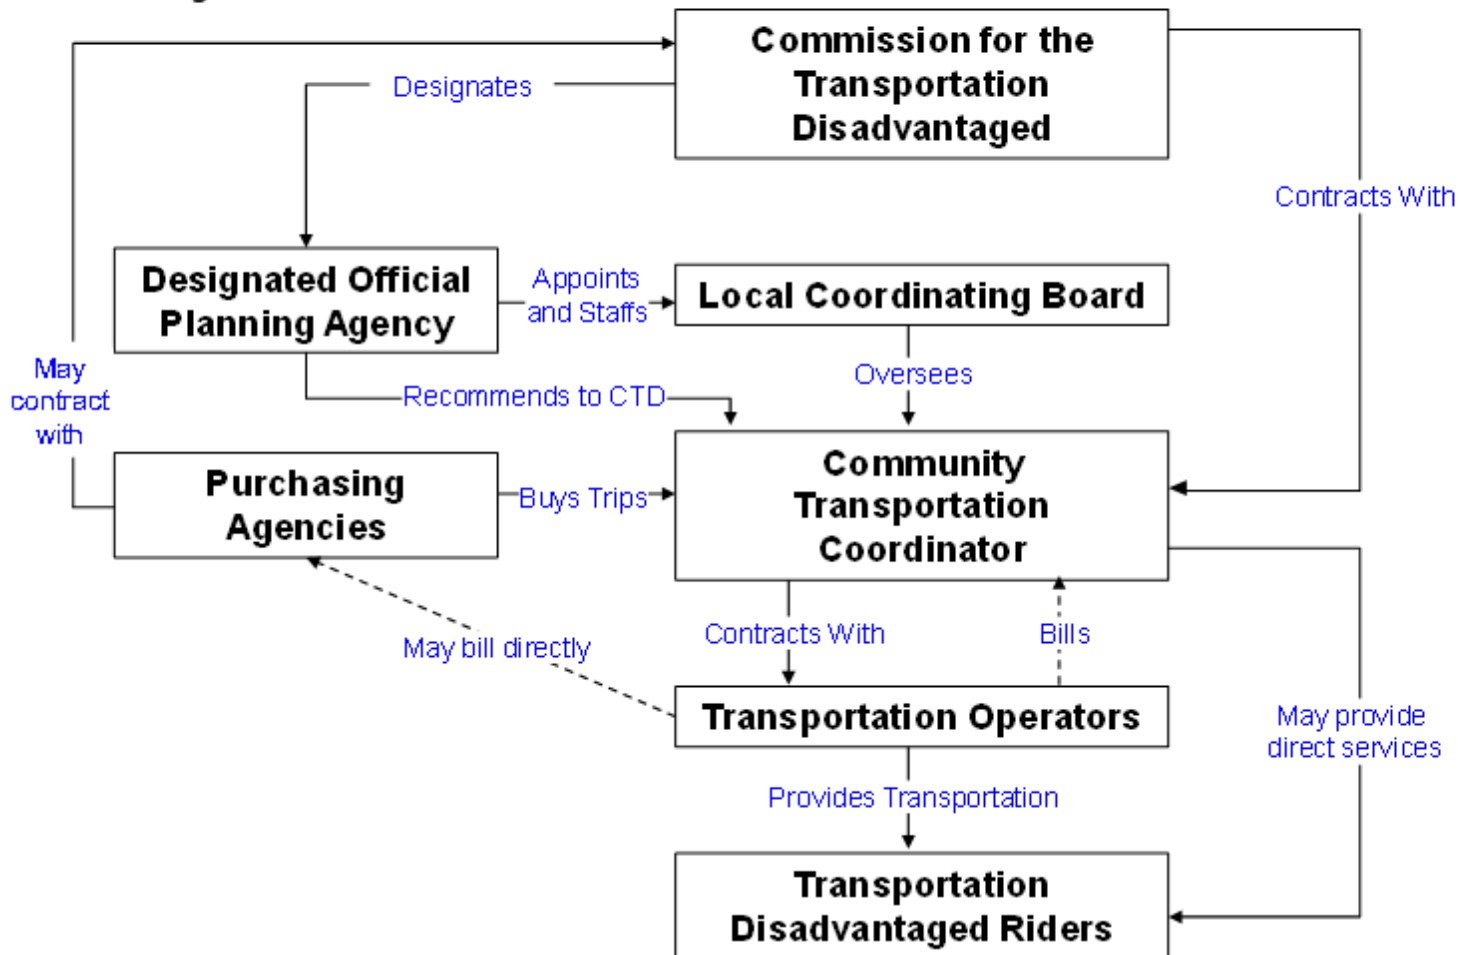 Commission for the
Transportation
Disadvantaged
Designates
Contracts With
Designated Official
Planning Agency
Appoints
and Staffs
Local Coordinating Board
May
contract
with
Recommends to CTD
Oversees
Purchasing
Agencies
Buys Trips
Community
Transportation
Coordinator
May bill directly
Contracts With
Bills
Transportation Operators
May provide
direct services
Provides Transportation
Transportation
Disadvantaged Riders